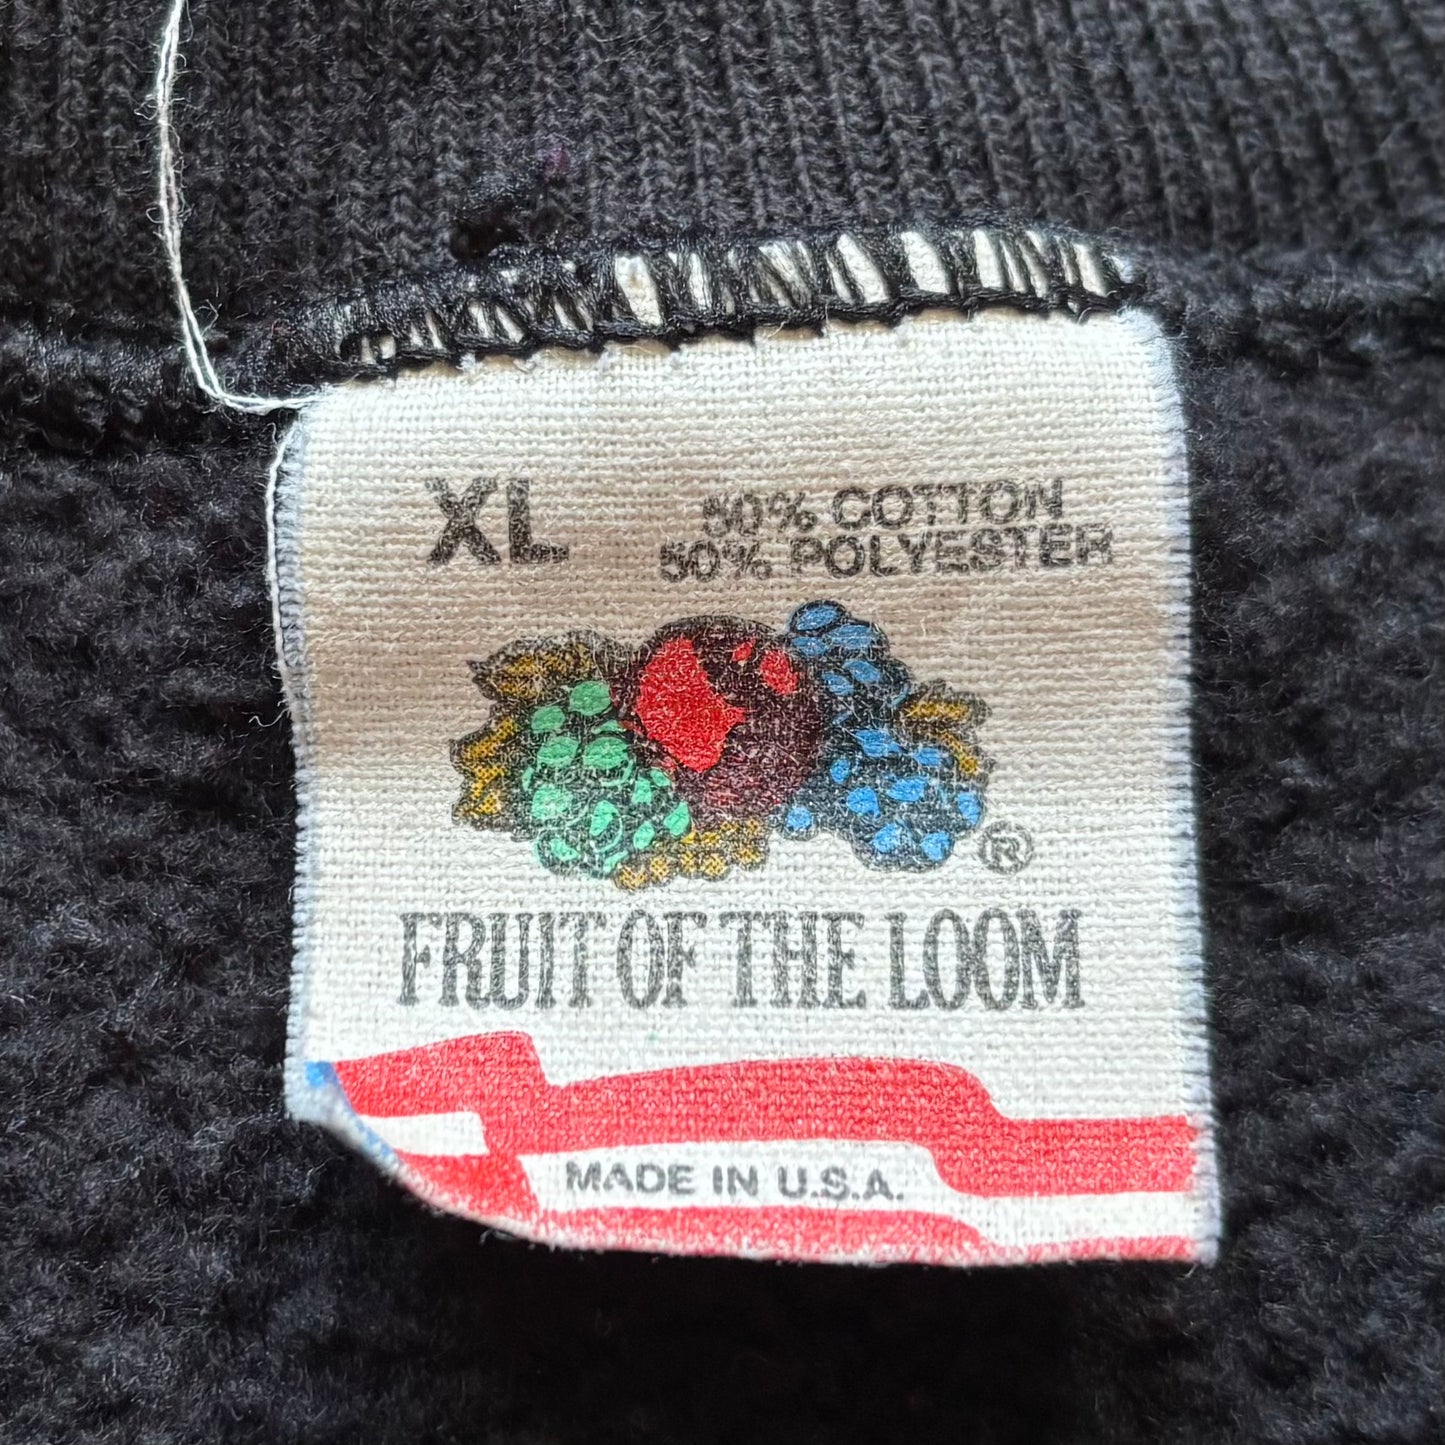 XL
50% COTTON
50% POLYESTER
®
FRUIT OF THE LOOM
MADE IN U.S.A.